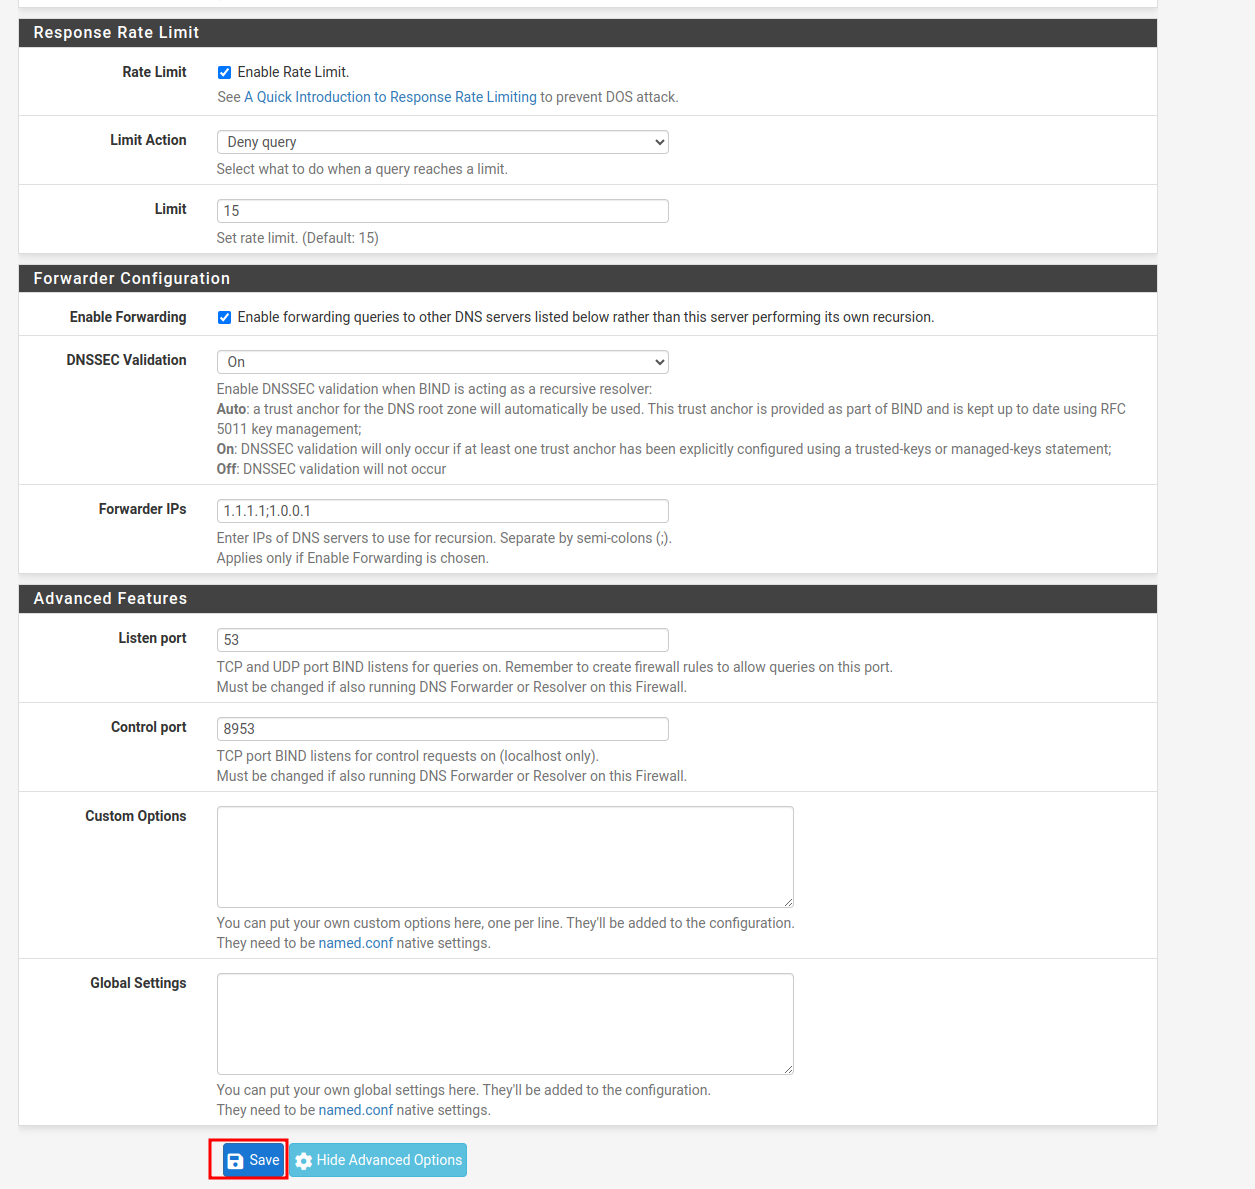 Response Rate Limit
Rate Limit
Enable Rate Limit.
See A Quick Introduction to Response Rate Limiting to prevent DOS attack.
Limit Action
Deny query
Select what to do when a query reaches a limit.
Limit
15
Set rate limit. (Default: 15)
Forwarder Configuration
Enable Forwarding
Enable forwarding queries to other DNS servers listed below rather than this server performing its own recursion.
DNSSEC Validation
On
Enable DNSSEC validation when BIND is acting as a recursive resolver:
Auto: a trust anchor for the DNS root zone will automatically be used. This trust anchor is provided as part of BIND and is kept up to date using RFC
5011 key management;
On: DNSSEC validation will only occur if at least one trust anchor has been explicitly configured using a trusted-keys or managed-keys statement;
Off: DNSSEC validation will not occur
Forwarder IPs
1.1.1.1;1.0.0.1
Enter IPs of DNS servers to use for recursion. Separate by semi-colons (;).
Applies only if Enable Forwarding is chosen.
Advanced Features
Listen port
53
TCP and UDP port BIND listens for queries on. Remember to create firewall rules to allow queries on this port.
Must be changed if also running DNS Forwarder or Resolver on this Firewall.
Control port
8953
TCP port BIND listens for control requests on (localhost only).
Must be changed if also running DNS Forwarder or Resolver on this Firewall.
Custom Options
You can put your own custom options here, one per line. They'll be added to the configuration.
They need to be named.conf native settings.
Global Settings
You can put your own global settings here. They'll be added to the configuration.
They need to be named.conf native settings.
Save
Hide Advanced Options